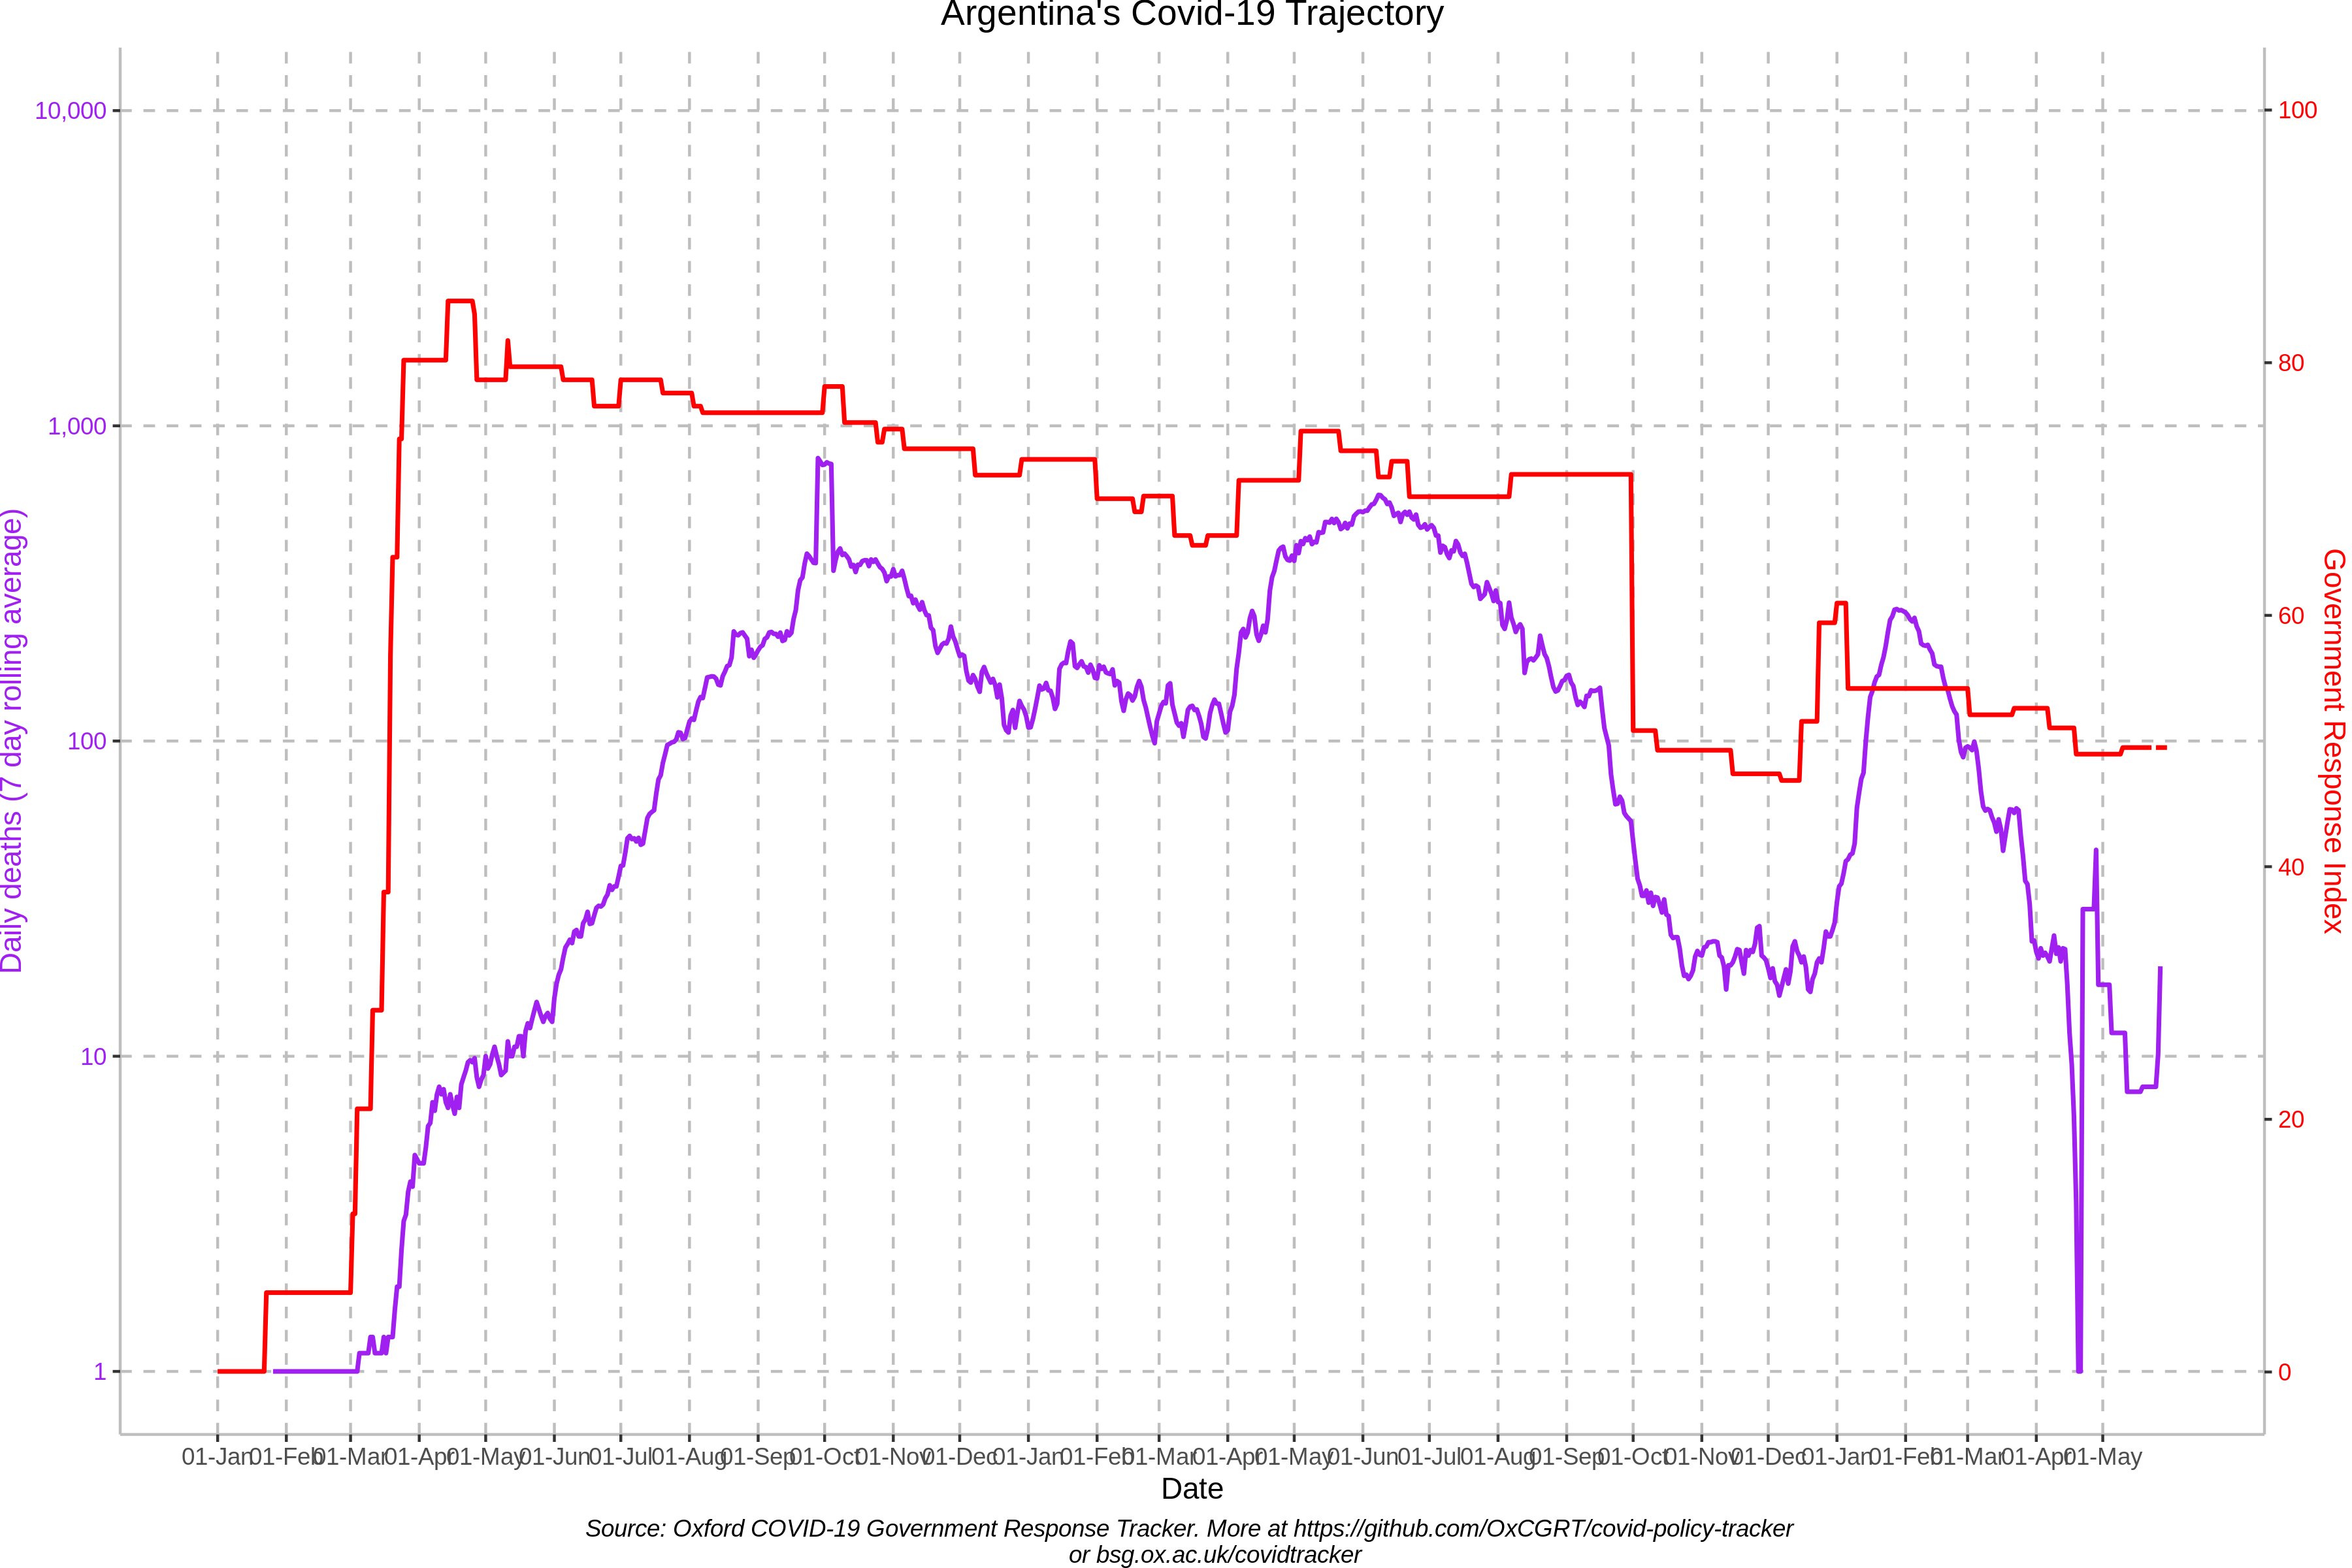 Argentina's Covid-19 Trajectory
Daily deaths (7 day rolling average)
10,000
1,000
100
10
1
100
80
60
40
20
0
Government Response Index
01-Jan 01-Feb 01-Mar 01-Apr 01-May 01-Jun 01-Jul 01-Aug 01-Sep 01-Oct 01-Nov 01-Dec 01-Jan 01-Feb 01-Mar 01-Apr 01-May 01-Jun 01-Jul 01-Aug 01-Sep 01-Oct 01-Nov 01-Dec 01-Jan 01-Feb 01-Mar 01-Apr 01-May
Date
Source: Oxford COVID-19 Government Response Tracker. More at https://github.com/OxCGRT/covid-policy-tracker
or bsg.ox.ac.uk/covidtracker